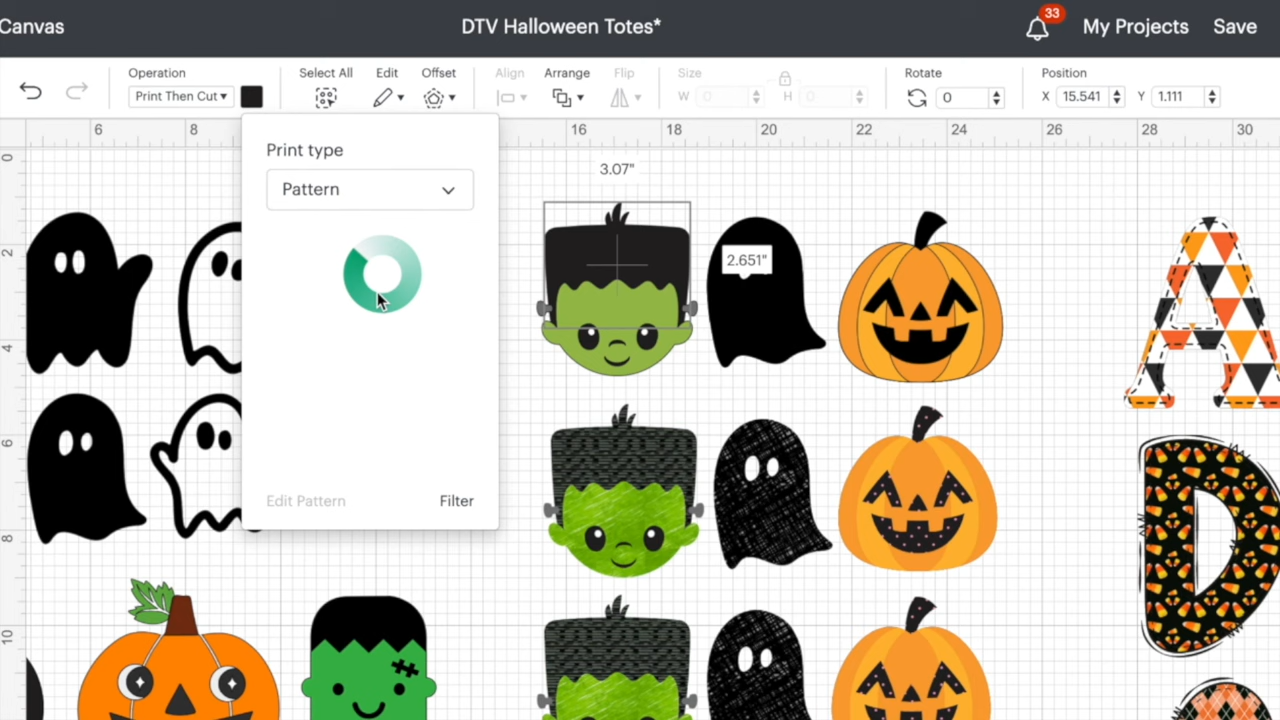 Canvas
DTV Halloween Totes*
33
My Projects
Save
Operation
Select All
Edit
Offset
Align
Arrange
Flip
Size
Rotate
Position
Print Then Cut
W 0
H 0
0
X 15.541
Y 1.111
6
8
16
18
20
22
24
26
28
30
0
2
4
6
8
10
Print type
Pattern
Edit Pattern
Filter
3.07"
2.651"
A
D